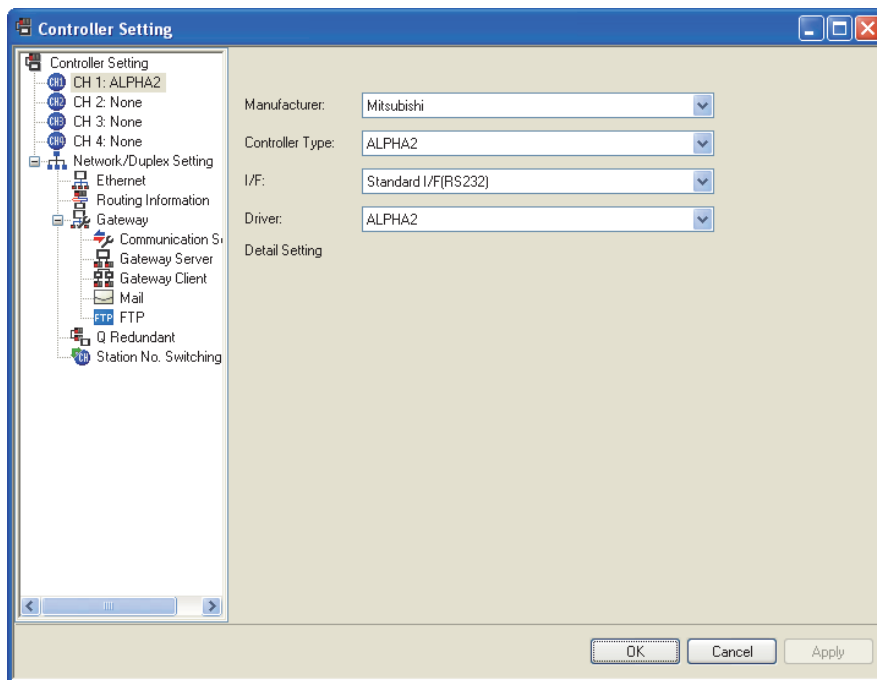 Controller Setting
Controller Setting
CH1 CH 1: ALPHA2
CH2 CH 2: None
CH3 CH 3: None
CH4 CH 4: None
Network/Duplex Setting
Ethernet
Routing Information
Gateway
Communication S
Gateway Server
Gateway Client
Mail
FTP FTP
Q Redundant
CH Station No. Switching
Manufacturer: Mitsubishi
Controller Type: ALPHA2
I/F: Standard I/F(RS232)
Driver: ALPHA2
Detail Setting
OK Cancel Apply